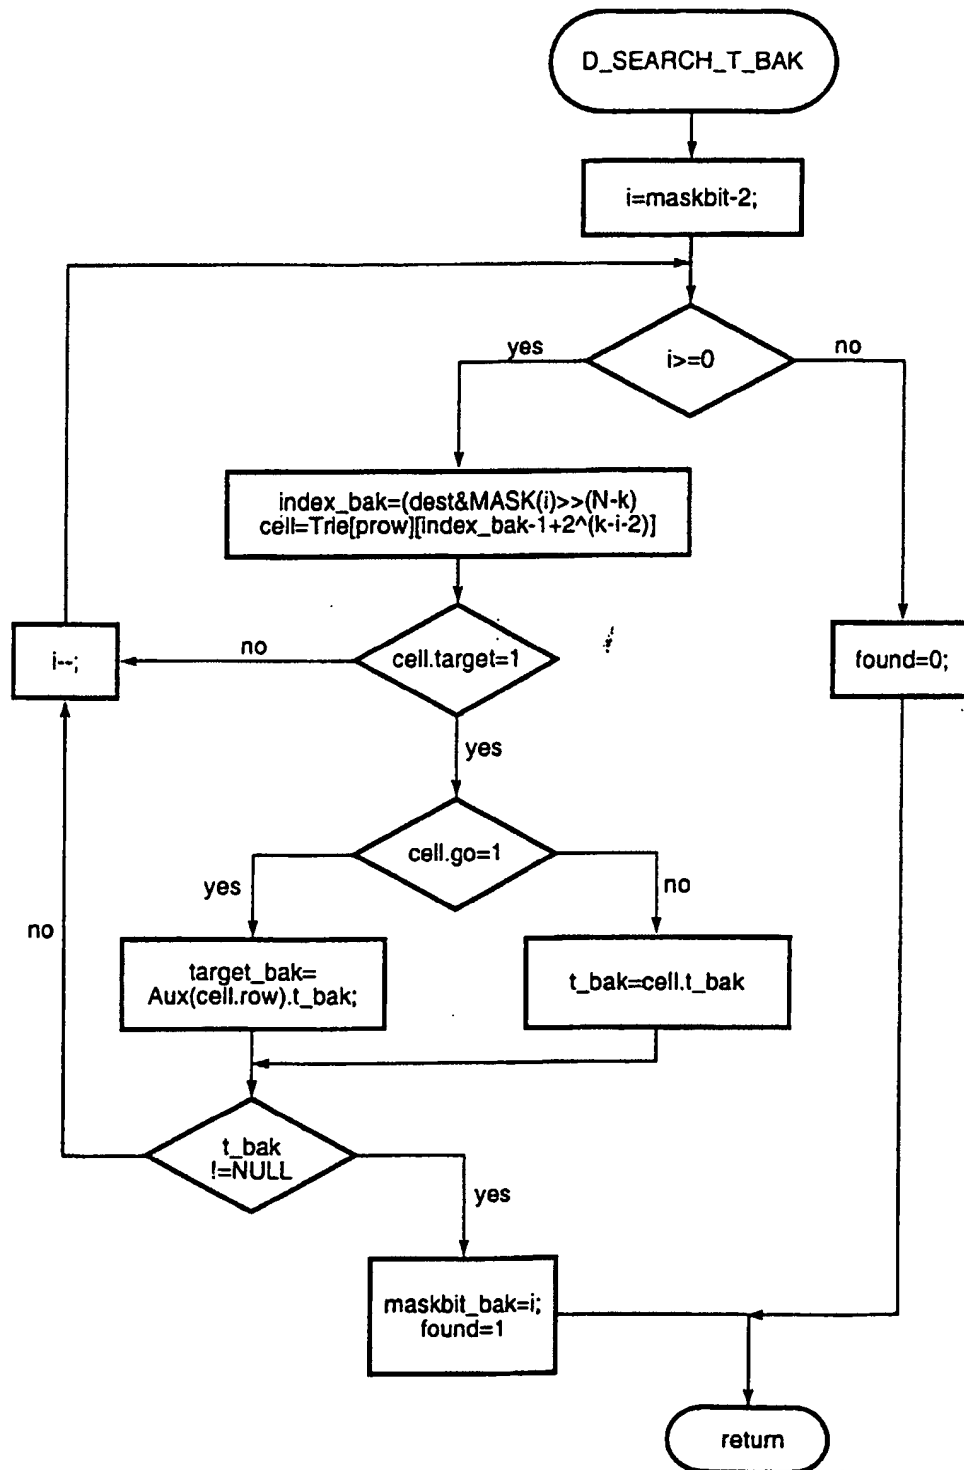 D_SEARCH_T_BAK
i=maskbit-2;
i>=0
yes
no
index_bak=(dest&MASK(i)>>(N-k)
cell=Trie[prow][index_bak-1+2^(k-i-2)]
i--;
no
cell.target=1
found=0;
yes
cell.go=1
yes
no
no
target_bak=
Aux(cell.row).t_bak;
t_bak=cell.t_bak
t_bak
!=NULL
yes
maskbit_bak=i;
found=1
return